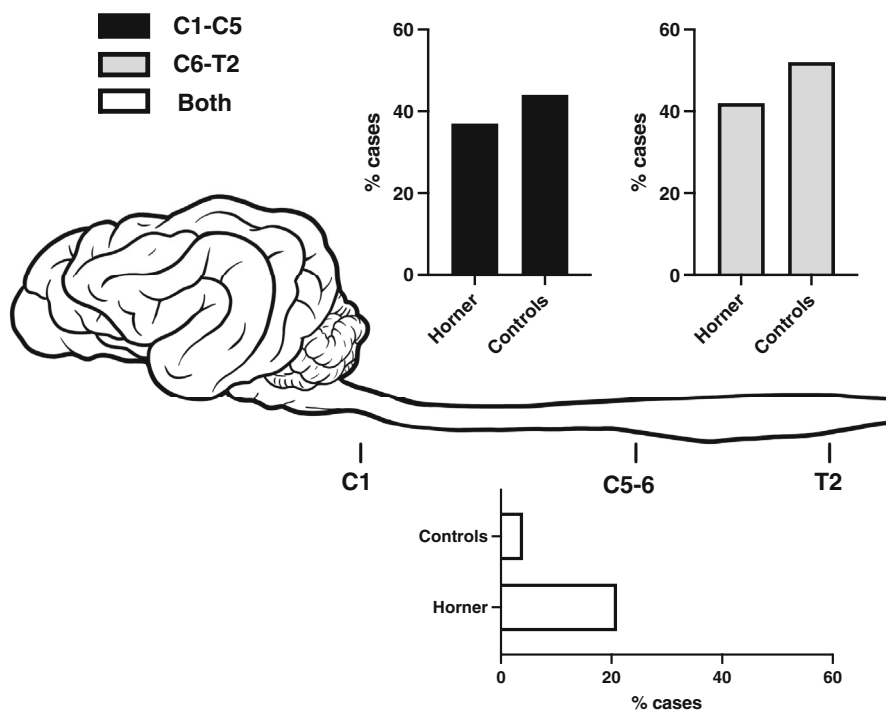 C1-C5
C6-T2
Both
60
40
20
0
% cases
Horner
Controls
60
40
20
0
% cases
Horner
Controls
C1
C5-6
T2
Controls
Horner
0
20
40
60
% cases